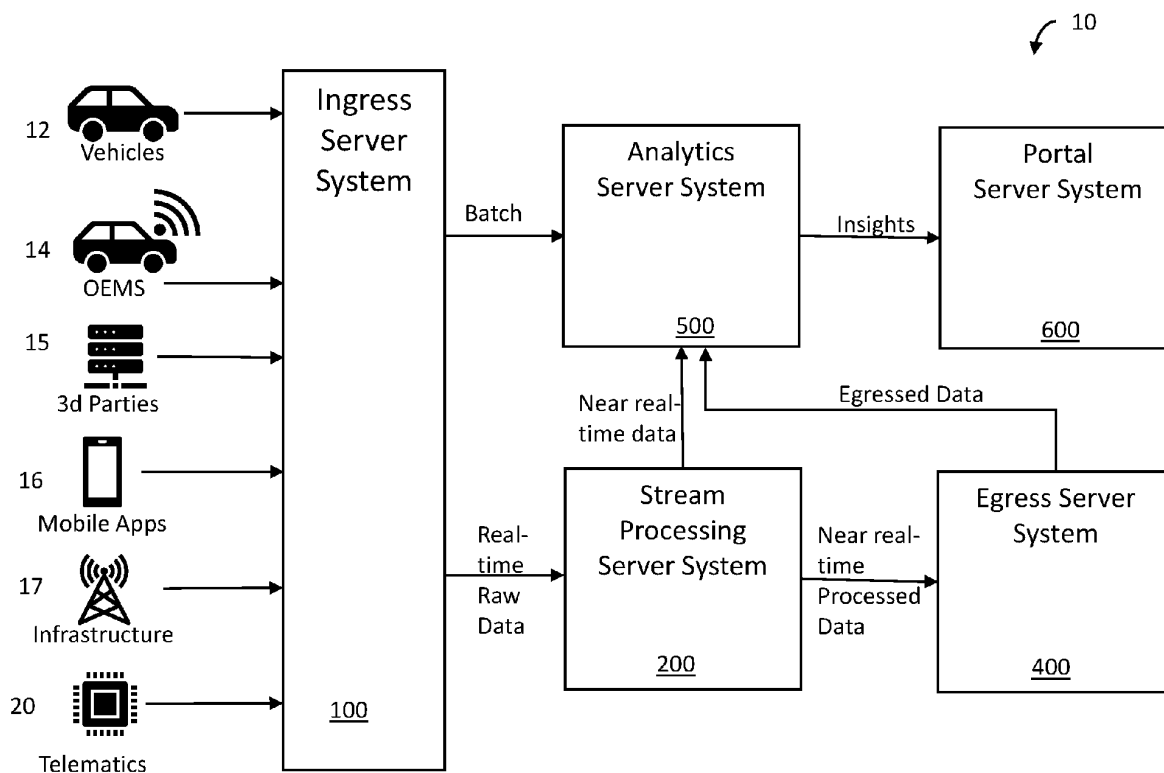 10
12
Vehicles
14
OEMS
15
3d Parties
16
Mobile Apps
17
Infrastructure
20
Telematics
Ingress
Server
System
100
Batch
Real-
time
Raw
Data
Analytics
Server System
500
Insights
Portal
Server System
600
Near real-
time data
Egressed Data
Stream
Processing
Server System
200
Near real-
time
Processed
Data
Egress Server
System
400